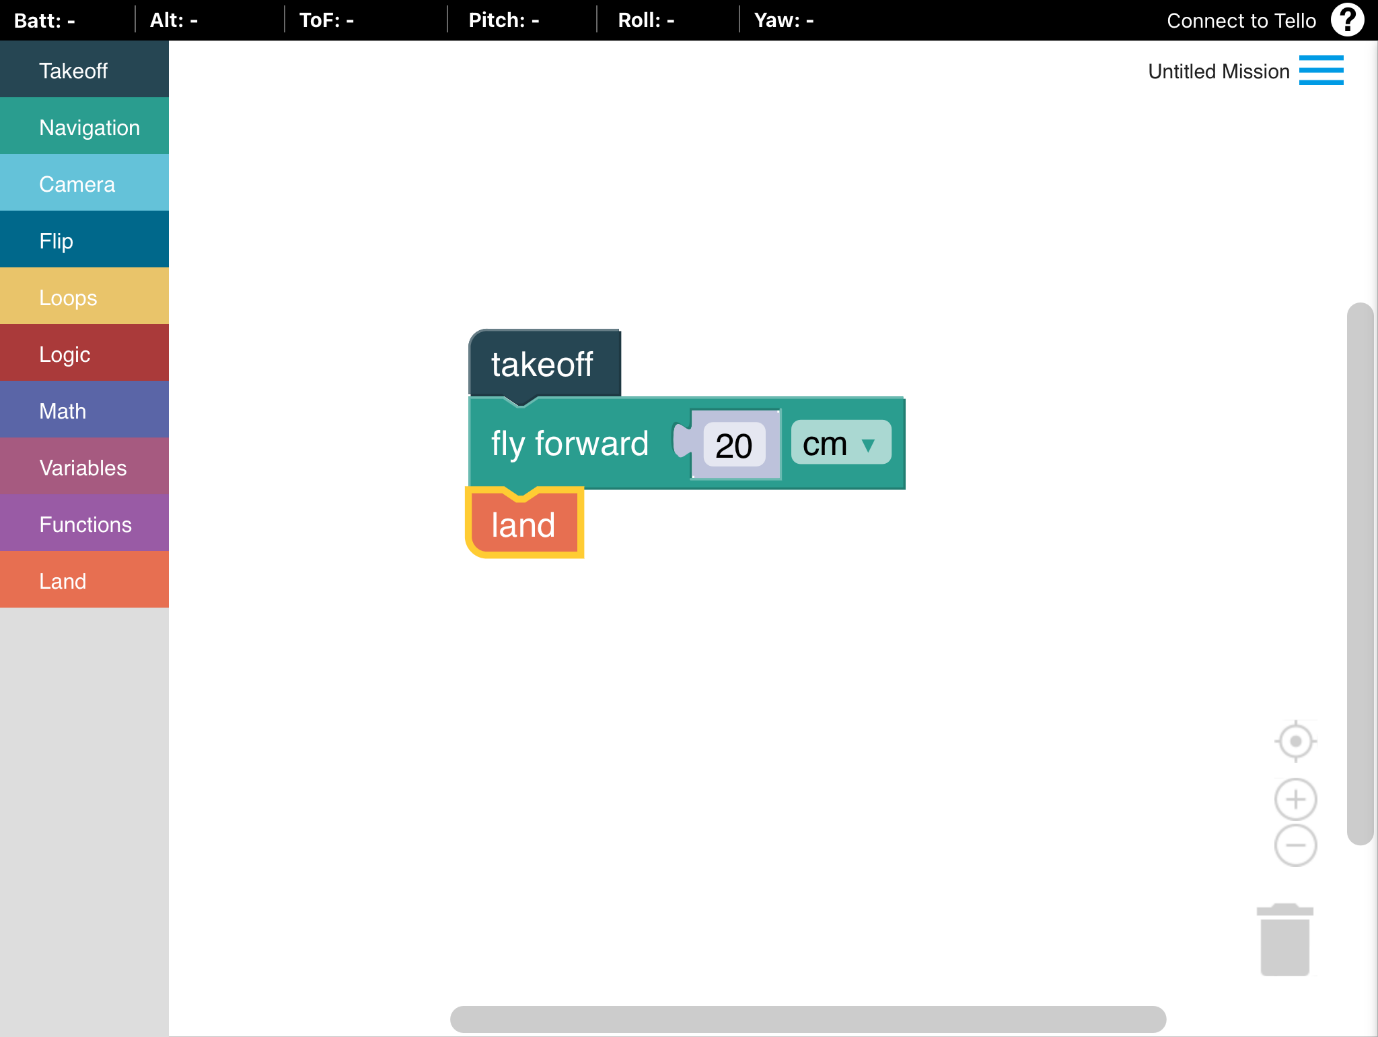 Batt: - Alt: - ToF: - Pitch: - Roll: - Yaw: - Connect to Tello ?
Untitled Mission
Takeoff
Navigation
Camera
Flip
Loops
Logic
Math
Variables
Functions
Land
takeoff
fly forward 20 cm ▼
land